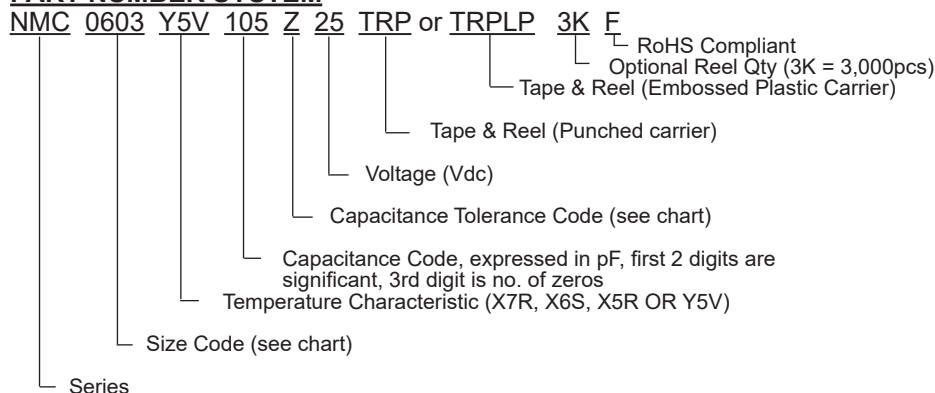 PART NUMBER SYSTEM
NMC 0603 Y5V 105 Z 25 TRP or TRPLP 3K F
RoHS Compliant
Optional Reel Qty (3K = 3,000pcs)
Tape & Reel (Embossed Plastic Carrier)
Tape & Reel (Punched carrier)
Voltage (Vdc)
Capacitance Tolerance Code (see chart)
Capacitance Code, expressed in pF, first 2 digits are
significant, 3rd digit is no. of zeros
Temperature Characteristic (X7R, X6S, X5R OR Y5V)
Size Code (see chart)
Series